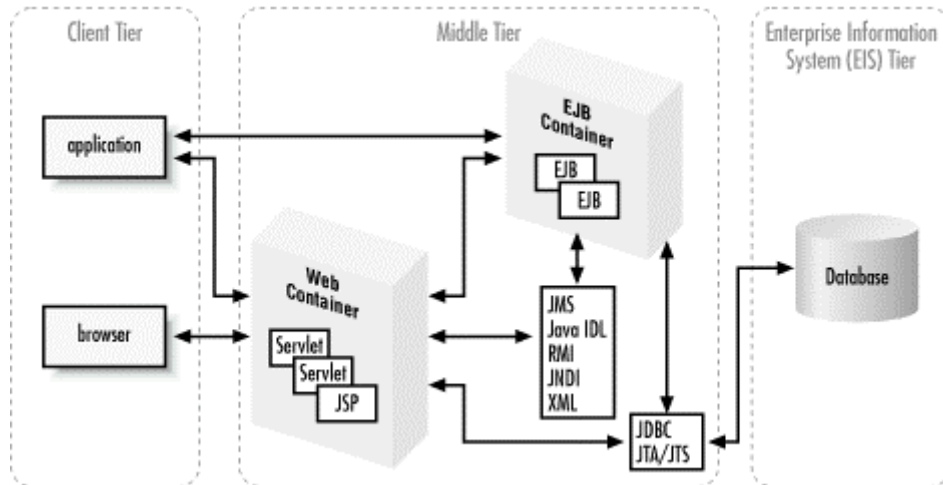 Client Tier
Middle Tier
Enterprise Information
System (EIS) Tier
application
EJB
Container
EJB
EJB
Web
Container
Servlet
Servlet
JSP
browser
JMS
Java IDL
RMI
JNDI
XML
JDBC
JTA/JTS
Database